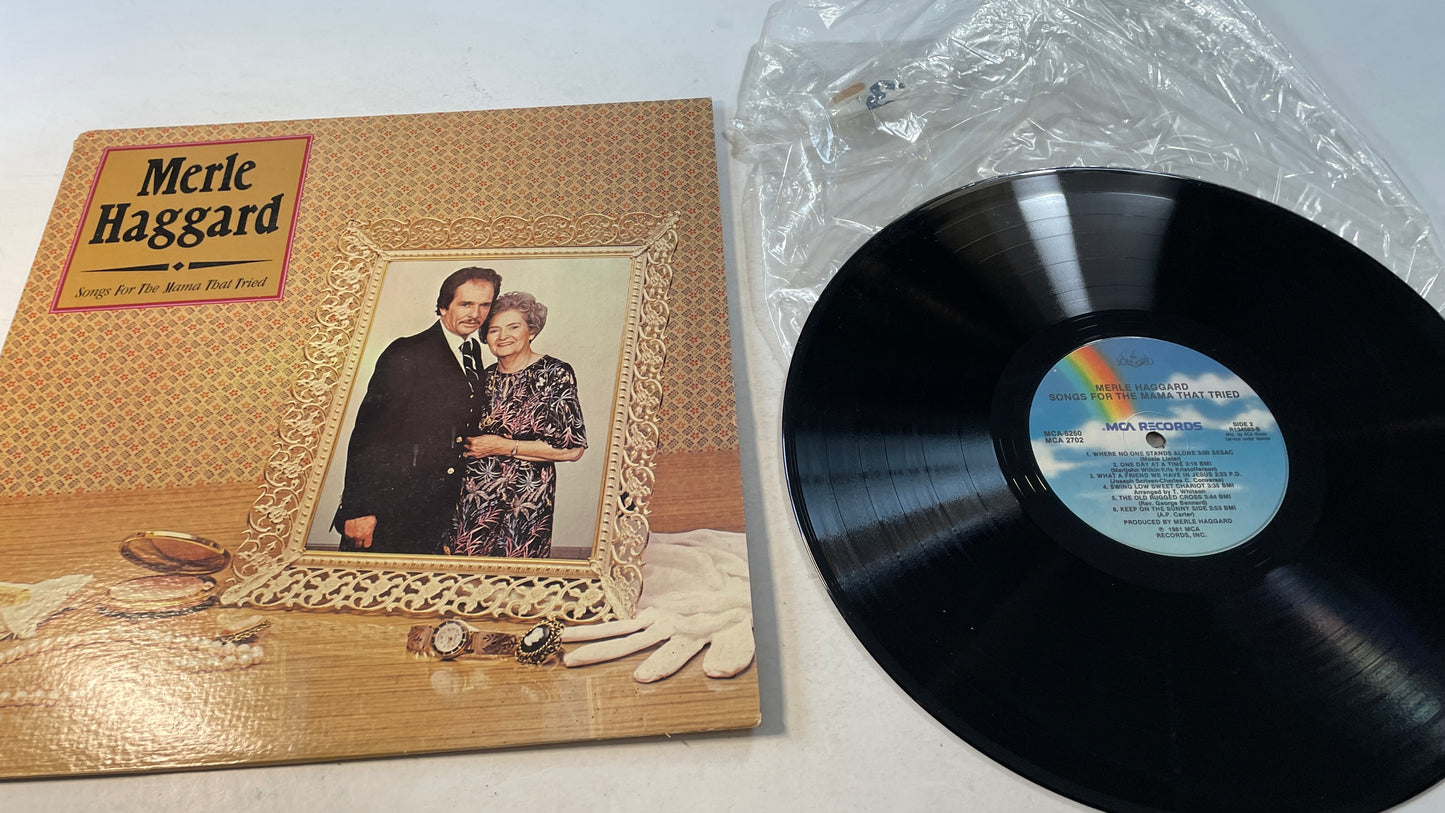 Merle
Haggard
Songs For The Mama That Tried
MERLE HAGGARD
SONGS FOR THE MAMA THAT TRIED
MCA RECORDS
MCA-5250
MCA 2702
SIDE 2
1. WHERE NO ONE STANDS ALONE 3:00 SESAC
(Mosie Lister)
2. ONE DAY AT A TIME 3:18 BMI
(Marijohn Wilkin-Kris Kristofferson)
3. WHAT A FRIEND WE HAVE IN JESUS 2:33 P.D.
(Joseph Scriven-Charles C. Converse)
4. SWING LOW SWEET CHARIOT 3:35 BMI
Arranged by T. Whitson
5. THE OLD RUGGED CROSS 3:44 BMI
(Rev. George Bennard)
6. KEEP ON THE SUNNY SIDE 2:53 BMI
(A.P. Carter)
PRODUCED BY MERLE HAGGARD
℗ 1981 MCA
RECORDS, INC.